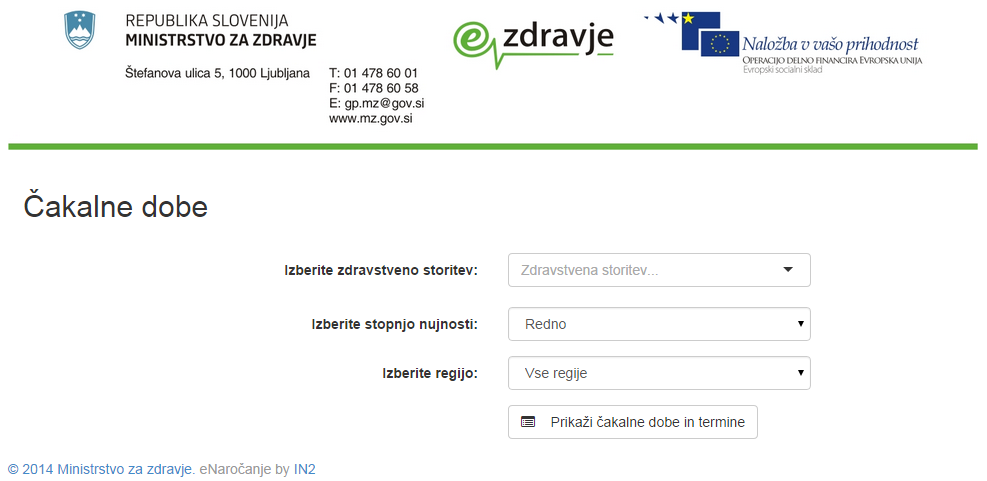 REPUBLIKA SLOVENIJA
MINISTRSTVO ZA ZDRAVJE
Štefanova ulica 5, 1000 Ljubljana
T: 01 478 60 01
F: 01 478 60 58
E: gp.mz@gov.si
www.mz.gov.si
e zdravje
Naložba v vašo prihodnost
OPERACIJO DELNO FINANCIRA EVROPSKA UNIJA
Evropski socialni sklad
Čakalne dobe
Izberite zdravstveno storitev: Zdravstvena storitev...
Izberite stopnjo nujnosti: Redno
Izberite regijo: Vse regije
Prikaži čakalne dobe in termine
© 2014 Ministrstvo za zdravje. eNaročanje by IN2